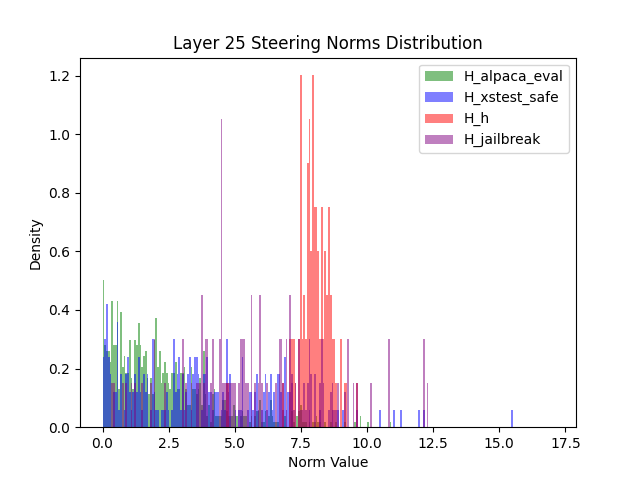 Layer 25 Steering Norms Distribution
H_alpaca_eval
H_xstest_safe
H_h
H_jailbreak
Density
1.2
1.0
0.8
0.6
0.4
0.2
0.0
0.0 2.5 5.0 7.5 10.0 12.5 15.0 17.5
Norm Value